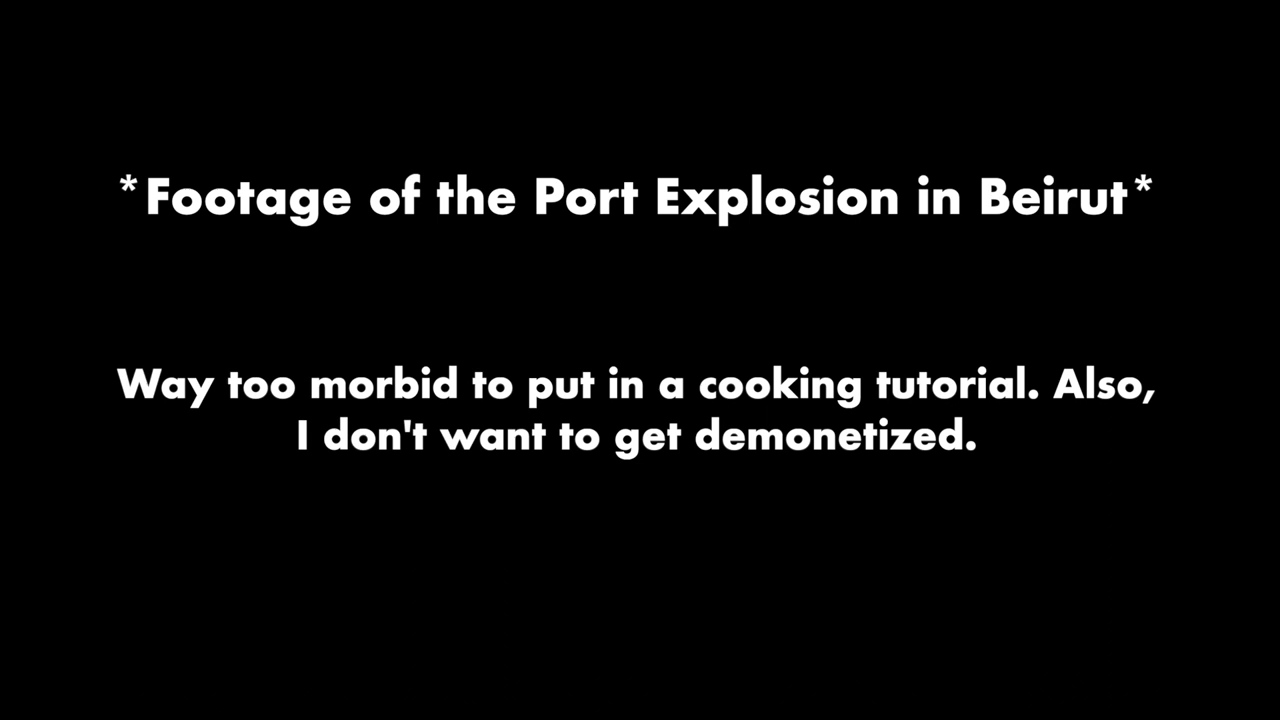 *Footage of the Port Explosion in Beirut*
Way too morbid to put in a cooking tutorial. Also,
I don't want to get demonetized.